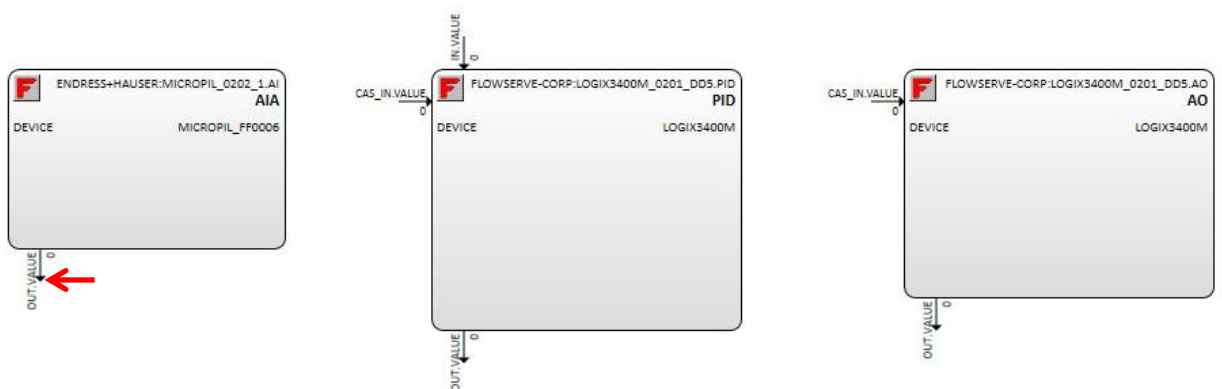 ENDRESS+HAUSER:MICROPIL_0202_1.AI
AIA
DEVICE MICROPIL_FF0006
OUT.VALUE
0
IN.VALUE
0
CAS_IN.VALUE
0
FLOWSERVE-CORP:LOGIX3400M_0201_DD5.PID
PID
DEVICE LOGIX3400M
OUT.VALUE
0
CAS_IN.VALUE
0
FLOWSERVE-CORP:LOGIX3400M_0201_DD5.AO
AO
DEVICE LOGIX3400M
OUT.VALUE
0